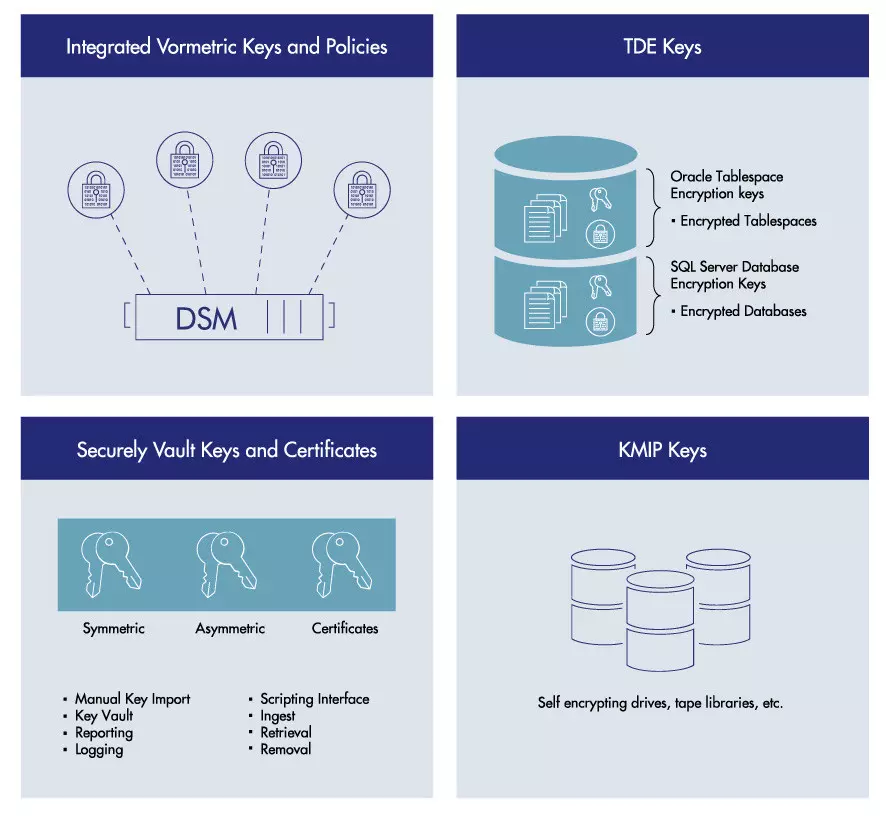 Integrated Vormetric Keys and Policies
DSM
TDE Keys
Oracle Tablespace
Encryption keys
▪ Encrypted Tablespaces
SQL Server Database
Encryption Keys
▪ Encrypted Databases
Securely Vault Keys and Certificates
Symmetric
Asymmetric
Certificates
▪ Manual Key Import
▪ Key Vault
▪ Reporting
▪ Logging
▪ Scripting Interface
▪ Ingest
▪ Retrieval
▪ Removal
KMIP Keys
Self encrypting drives, tape libraries, etc.